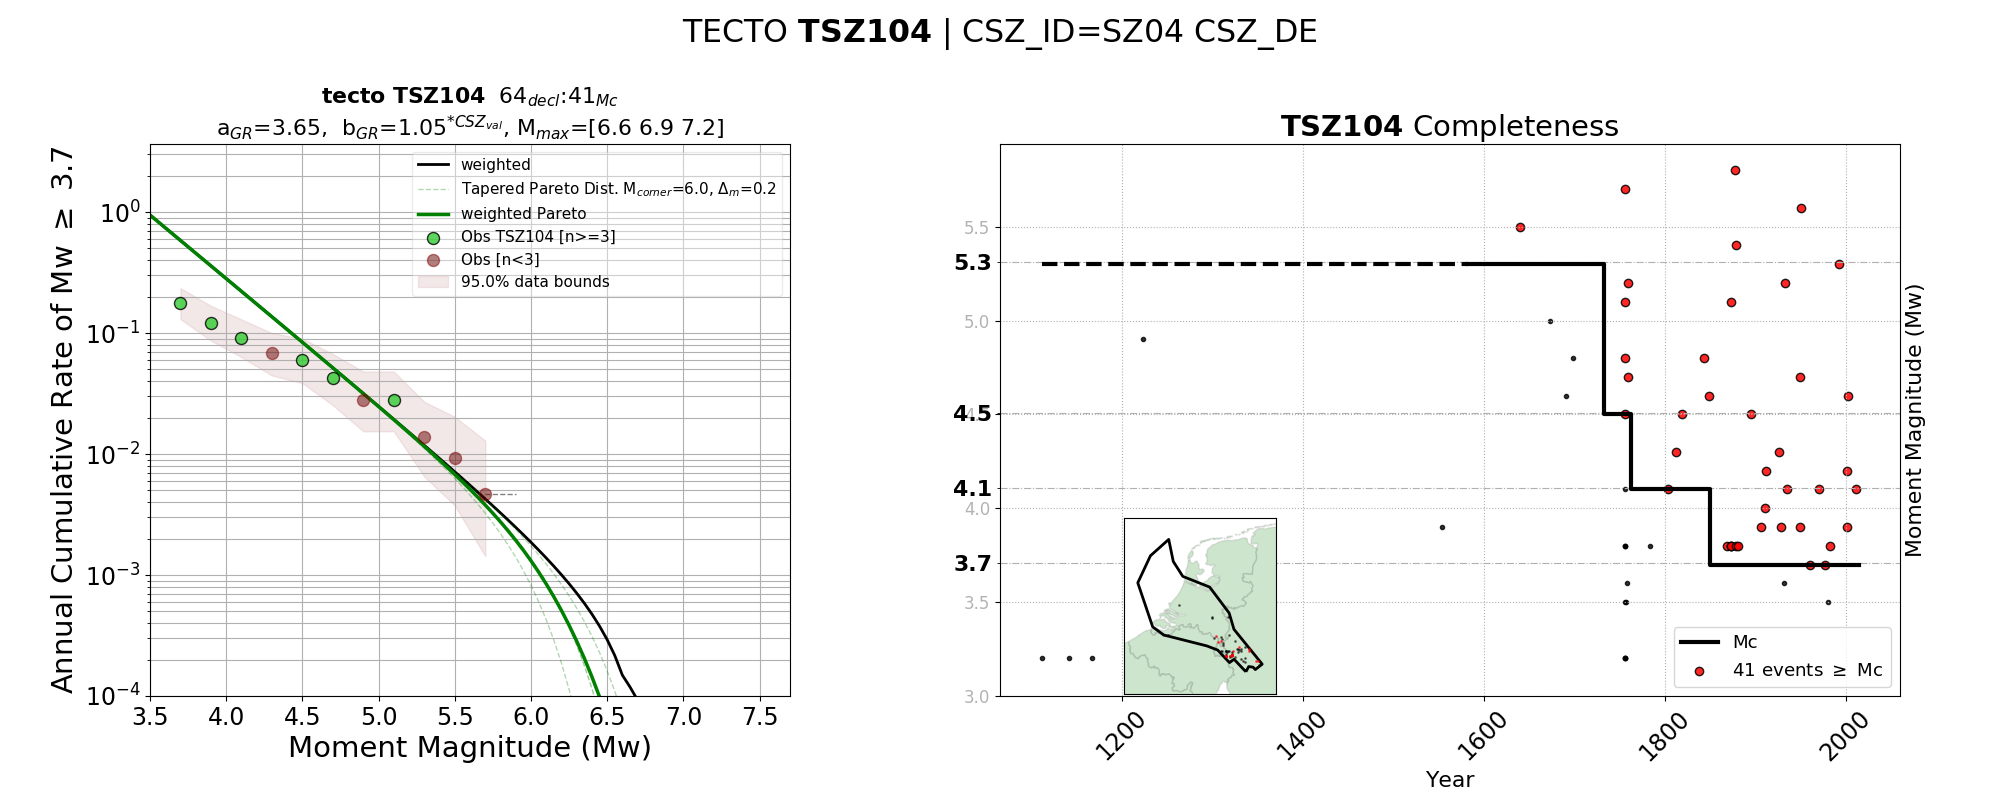 TECTO TSZ104 | CSZ_ID=SZ04 CSZ_DE
tecto TSZ104 64decl:41Mc
aGR=3.65, bGR=1.05*CSZval, Mmax=[6.6 6.9 7.2]
Annual Cumulative Rate of Mw ≥ 3.7
10^0
10^-1
10^-2
10^-3
10^-4
weighted
Tapered Pareto Dist. Mcorner=6.0, Δm=0.2
weighted Pareto
Obs TSZ104 [n>=3]
Obs [n<3]
95.0% data bounds
3.5 4.0 4.5 5.0 5.5 6.0 6.5 7.0 7.5
Moment Magnitude (Mw)
TSZ104 Completeness
5.5
5.3
5.0
4.5
4.1
4.0
3.7
3.5
3.0
Moment Magnitude (Mw)
Mc
41 events ≥ Mc
1200 1400 1600 1800 2000
Year